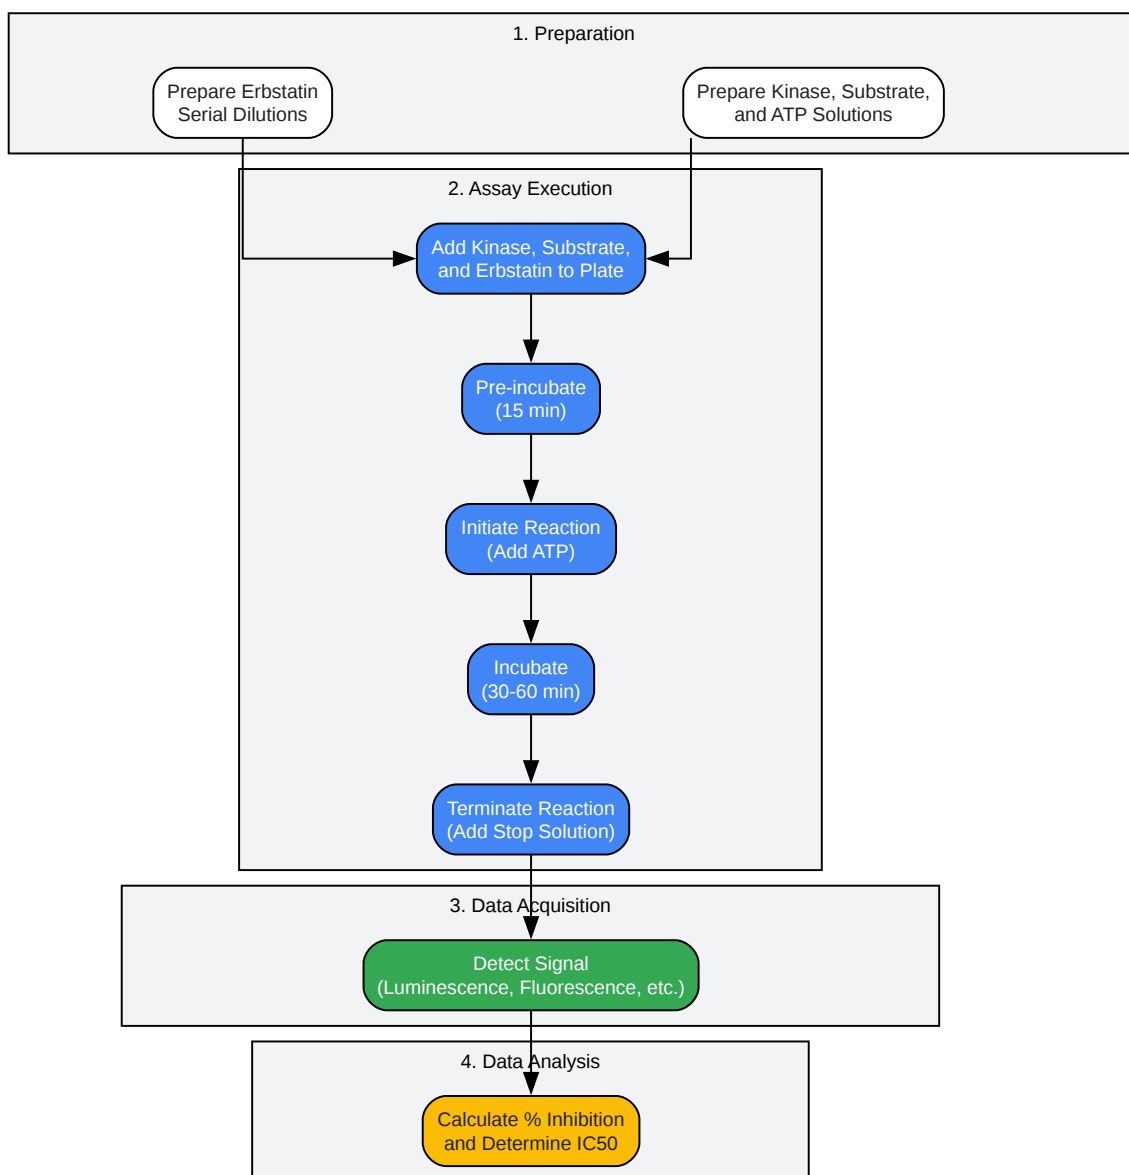 1. Preparation
Prepare Erbstatin
Serial Dilutions
Prepare Kinase, Substrate,
and ATP Solutions
2. Assay Execution
Add Kinase, Substrate,
and Erbstatin to Plate
Pre-incubate
(15 min)
Initiate Reaction
(Add ATP)
Incubate
(30-60 min)
Terminate Reaction
(Add Stop Solution)
3. Data Acquisition
Detect Signal
(Luminescence, Fluorescence, etc.)
4. Data Analysis
Calculate % Inhibition
and Determine IC50